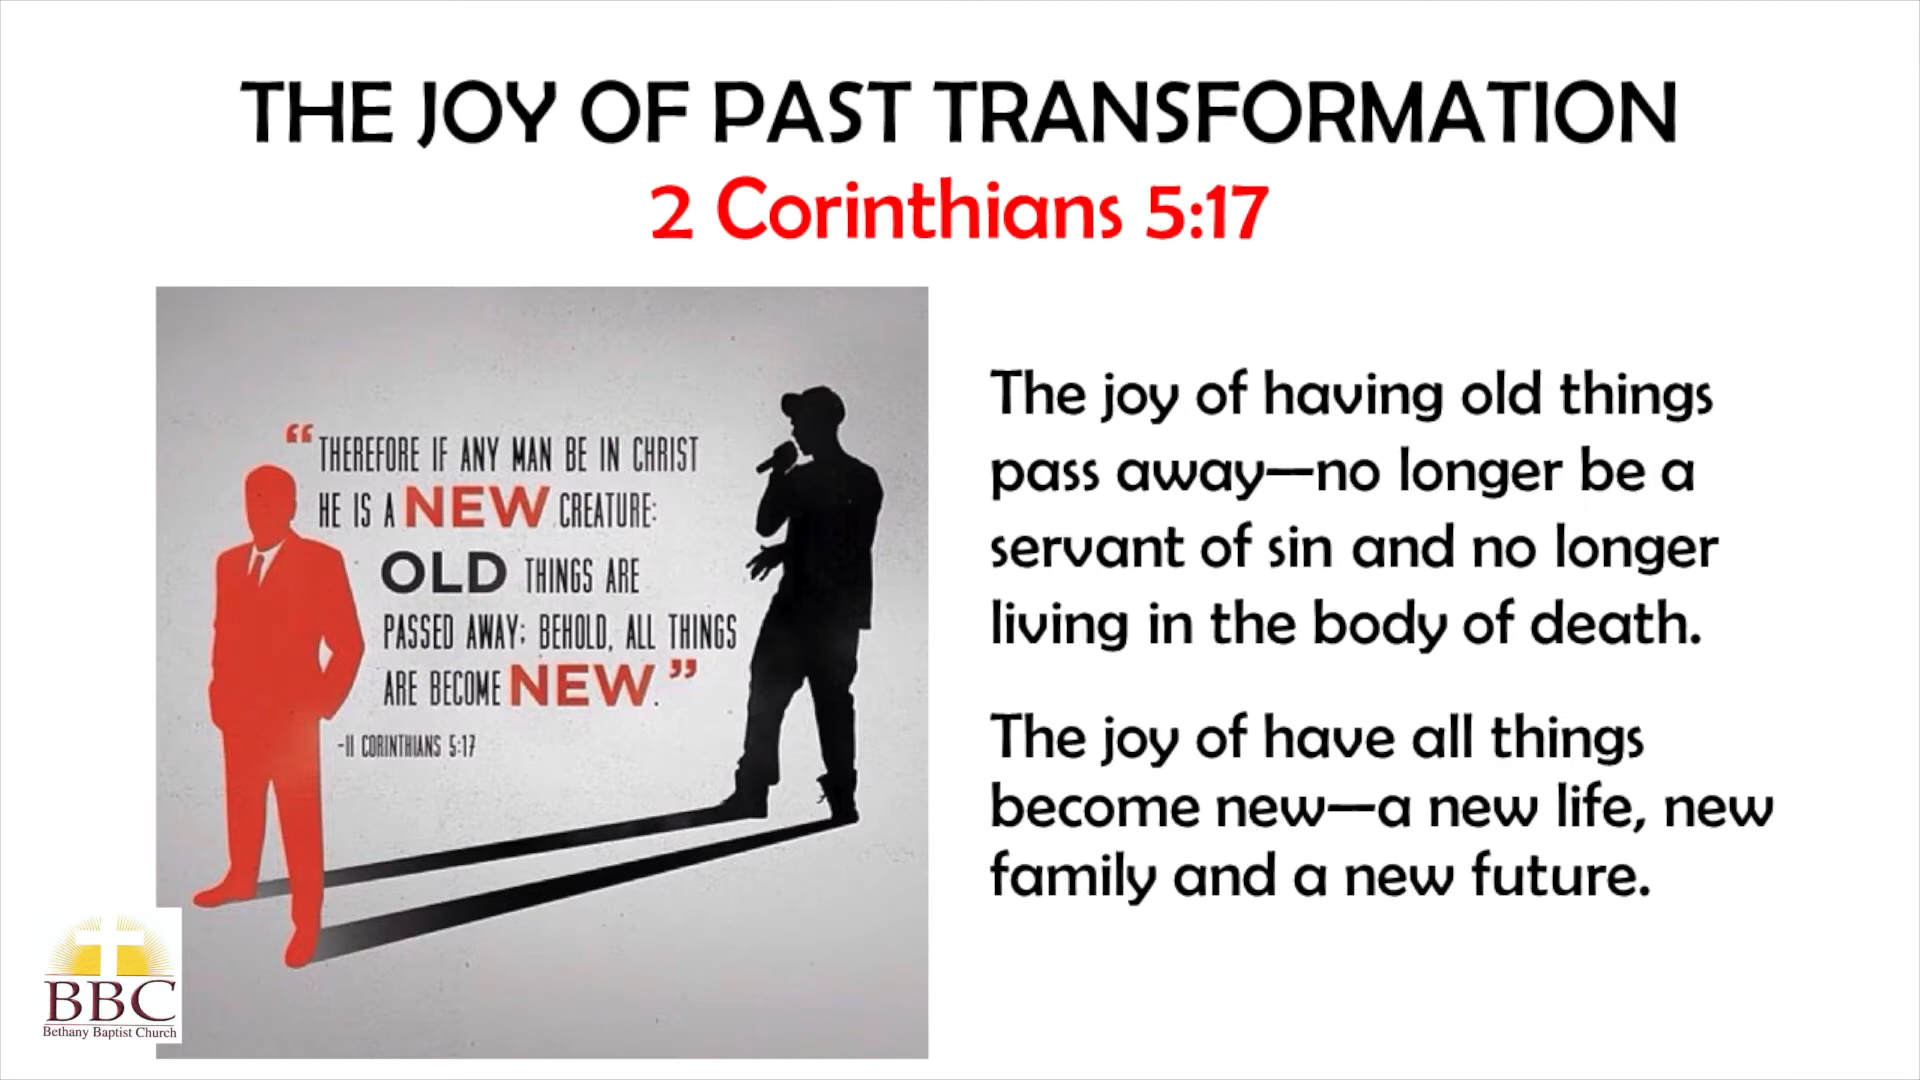 THE JOY OF PAST TRANSFORMATION
2 Corinthians 5:17
“THEREFORE IF ANY MAN BE IN CHRIST
HE IS A NEW CREATURE:
OLD THINGS ARE
PASSED AWAY; BEHOLD, ALL THINGS
ARE BECOME NEW.”
-II CORINTHIANS 5:17
The joy of having old things
pass away—no longer be a
servant of sin and no longer
living in the body of death.
The joy of have all things
become new—a new life, new
family and a new future.
BBC
Bethany Baptist Church